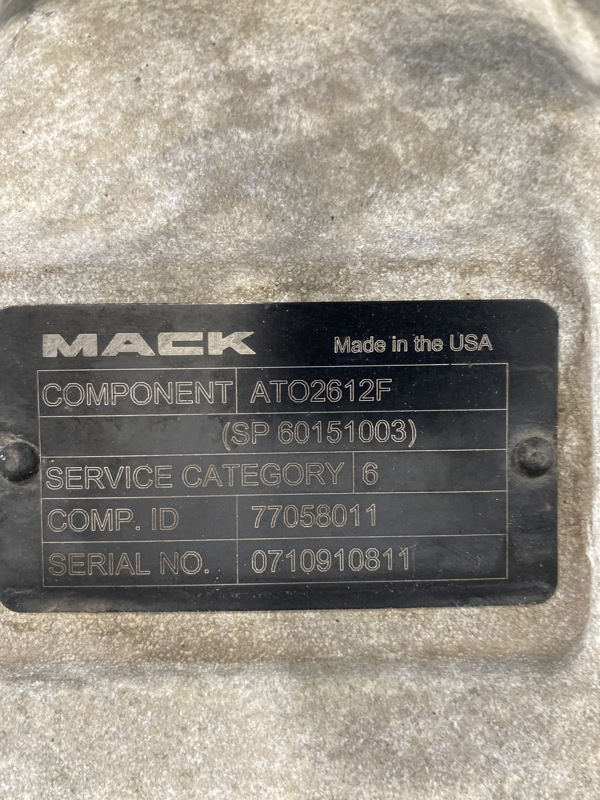 MACK Made in the USA
COMPONENT ATO2612F
(SP 60151003)
SERVICE CATEGORY 6
COMP. ID 77058011
SERIAL NO. 0710910811